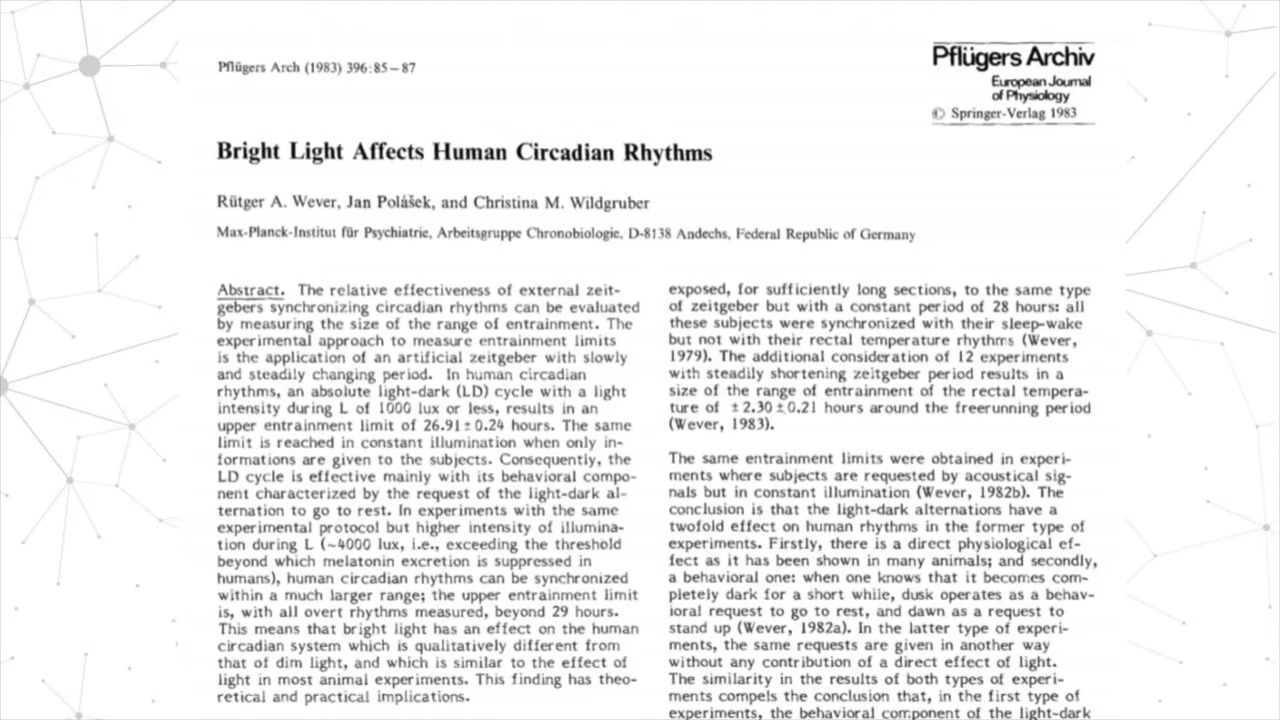 Pflügers Arch (1983) 396:85–87
Pflügers Archiv
European Journal
of Physiology
© Springer-Verlag 1983
Bright Light Affects Human Circadian Rhythms
Rütger A. Wever, Jan Polášek, and Christina M. Wildgruber
Max-Planck-Institut für Psychiatrie, Arbeitsgruppe Chronobiologie, D-8138 Andechs, Federal Republic of Germany
Abstract. The relative effectiveness of external zeit-
gebers synchronizing circadian rhythms can be evaluated
by measuring the size of the range of entrainment. The
experimental approach to measure entrainment limits
is the application of an artificial zeitgeber with slowly
and steadily changing period. In human circadian
rhythms, an absolute light-dark (LD) cycle with a light
intensity during L of 1000 lux or less, results in an
upper entrainment limit of 26.91±0.24 hours. The same
limit is reached in constant illumination when only in-
formations are given to the subjects. Consequently, the
LD cycle is effective mainly with its behavioral compo-
nent characterized by the request of the light-dark al-
ternation to go to rest. In experiments with the same
experimental protocol but higher intensity of illumina-
tion during L (~4000 lux, i.e., exceeding the threshold
beyond which melatonin excretion is suppressed in
humans), human circadian rhythms can be synchronized
within a much larger range; the upper entrainment limit
is, with all overt rhythms measured, beyond 29 hours.
This means that bright light has an effect on the human
circadian system which is qualitatively different from
that of dim light, and which is similar to the effect of
light in most animal experiments. This finding has theo-
retical and practical implications.
exposed, for sufficiently long sections, to the same type
of zeitgeber but with a constant period of 28 hours: all
these subjects were synchronized with their sleep-wake
but not with their rectal temperature rhythms (Wever,
1979). The additional consideration of 12 experiments
with steadily shortening zeitgeber period results in a
size of the range of entrainment of the rectal tempera-
ture of ±2.30±0.21 hours around the freerunning period
(Wever, 1983).
The same entrainment limits were obtained in experi-
ments where subjects are requested by acoustical sig-
nals but in constant illumination (Wever, 1982b). The
conclusion is that the light-dark alternations have a
twofold effect on human rhythms in the former type of
experiments. Firstly, there is a direct physiological ef-
fect as it has been shown in many animals; and secondly,
a behavioral one: when one knows that it becomes com-
pletely dark for a short while, dusk operates as a behav-
ioral request to go to rest, and dawn as a request to
stand up (Wever, 1982a). In the latter type of experi-
ments, the same requests are given in another way
without any contribution of a direct effect of light.
The similarity in the results of both types of experi-
ments compels the conclusion that, in the first type of
experiments, the behavioral component of the light-dark